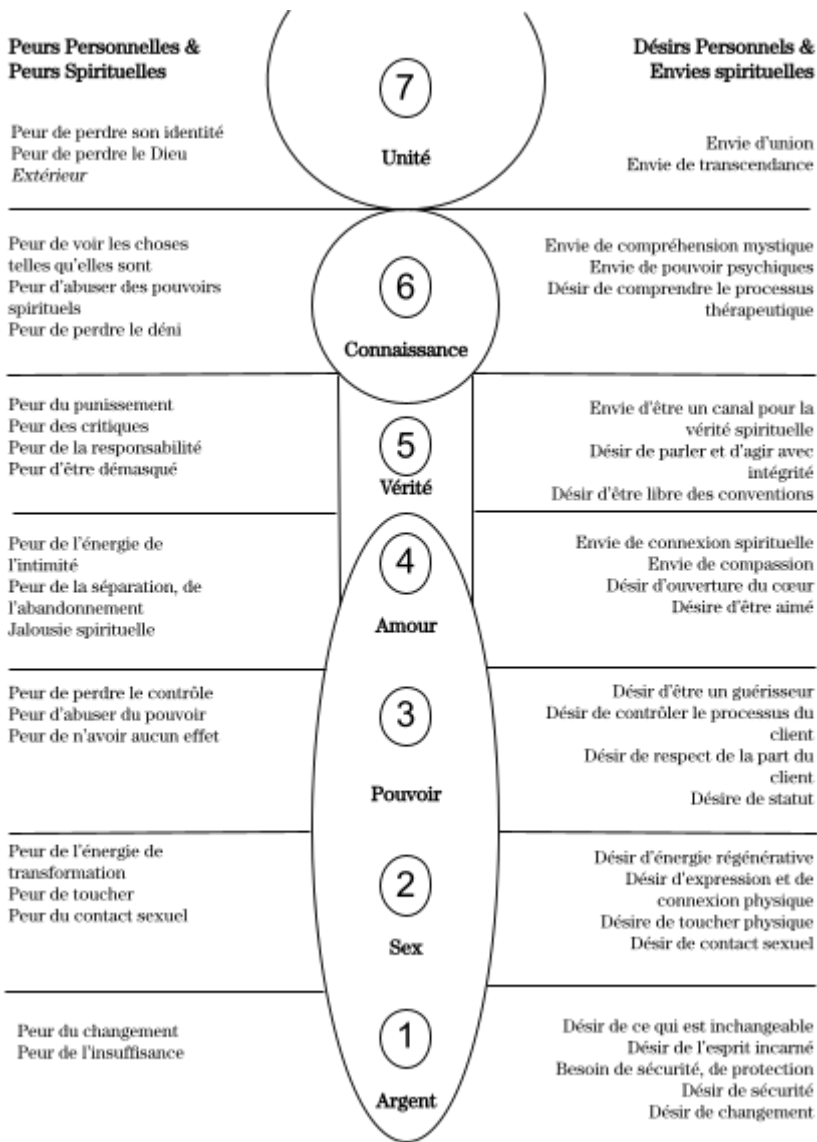 Peurs Personnelles &
Peurs Spirituelles
Désirs Personnels &
Envies spirituelles
Peur de perdre son identité
Peur de perdre le Dieu
Extérieur
7
Unité
Envie d'union
Envie de transcendance
Peur de voir les choses
telles qu'elles sont
Peur d'abuser des pouvoirs
spirituels
Peur de perdre le déni
6
Connaissance
Envie de compréhension mystique
Envie de pouvoir psychiques
Désir de comprendre le processus
thérapeutique
Peur du punissement
Peur des critiques
Peur de la responsabilité
Peur d'être démasqué
5
Vérité
Envie d'être un canal pour la
vérité spirituelle
Désir de parler et d'agir avec
intégrité
Désir d'être libre des conventions
Peur de l'énergie de
l'intimité
Peur de la séparation, de
l'abandonnement
Jalousie spirituelle
4
Amour
Envie de connexion spirituelle
Envie de compassion
Désir d'ouverture du cœur
Désire d'être aimé
Peur de perdre le contrôle
Peur d'abuser du pouvoir
Peur de n'avoir aucun effet
3
Pouvoir
Désir d'être un guérisseur
Désir de contrôler le processus du
client
Désir de respect de la part du
client
Désire de statut
Peur de l'énergie de
transformation
Peur de toucher
Peur du contact sexuel
2
Sex
Désir d'énergie régénérative
Désir d'expression et de
connexion physique
Désire de toucher physique
Désir de contact sexuel
Peur du changement
Peur de l'insuffisance
1
Argent
Désir de ce qui est inchangeable
Désir de l'esprit incarné
Besoin de sécurité, de protection
Désir de sécurité
Désir de changement